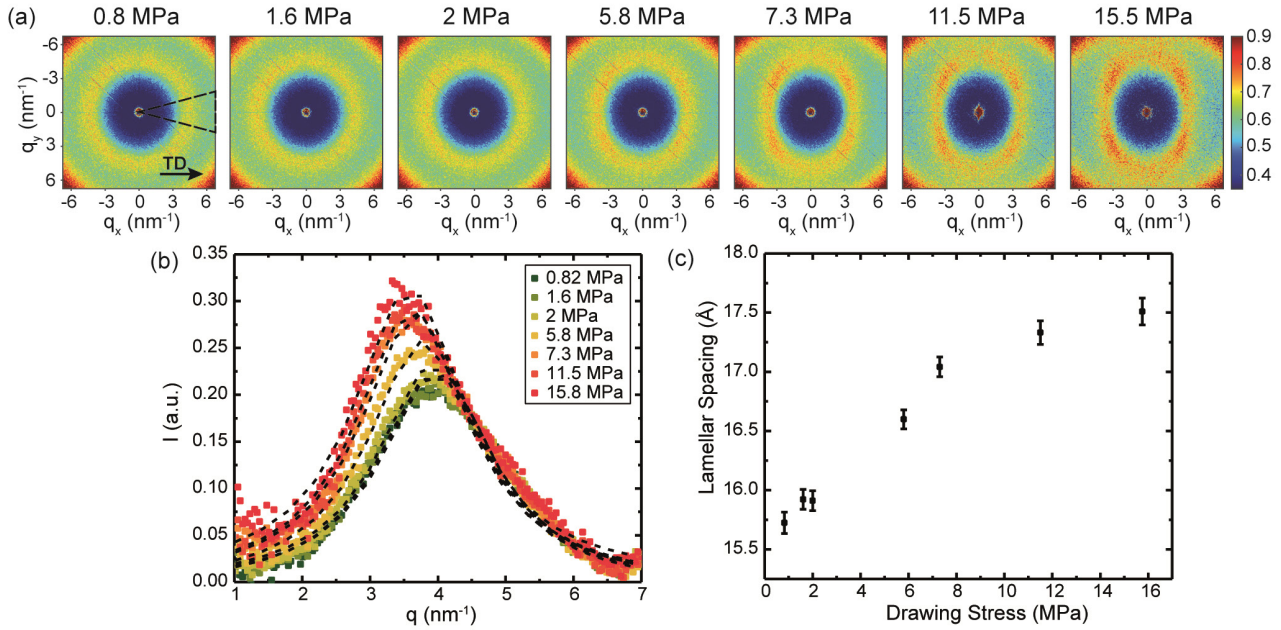 (a) 0.8 MPa 1.6 MPa 2 MPa 5.8 MPa 7.3 MPa 11.5 MPa 15.5 MPa
-6
-3
0
3
6
q_y (nm⁻¹)
TD
0.9
0.8
0.7
0.6
0.5
0.4
-6 -3 0 3 6 -6 -3 0 3 6 -6 -3 0 3 6 -6 -3 0 3 6 -6 -3 0 3 6 -6 -3 0 3 6 -6 -3 0 3 6
q_x (nm⁻¹) q_x (nm⁻¹) q_x (nm⁻¹) q_x (nm⁻¹) q_x (nm⁻¹) q_x (nm⁻¹) q_x (nm⁻¹)
(b)
0.35
0.30
0.25
0.20
0.15
0.10
0.05
0.00
I (a.u.)
0.82 MPa
1.6 MPa
2 MPa
5.8 MPa
7.3 MPa
11.5 MPa
15.8 MPa
1 2 3 4 5 6 7
q (nm⁻¹)
(c)
18.0
17.5
17.0
16.5
16.0
15.5
Lamellar Spacing (Å)
0 2 4 6 8 10 12 14 16
Drawing Stress (MPa)